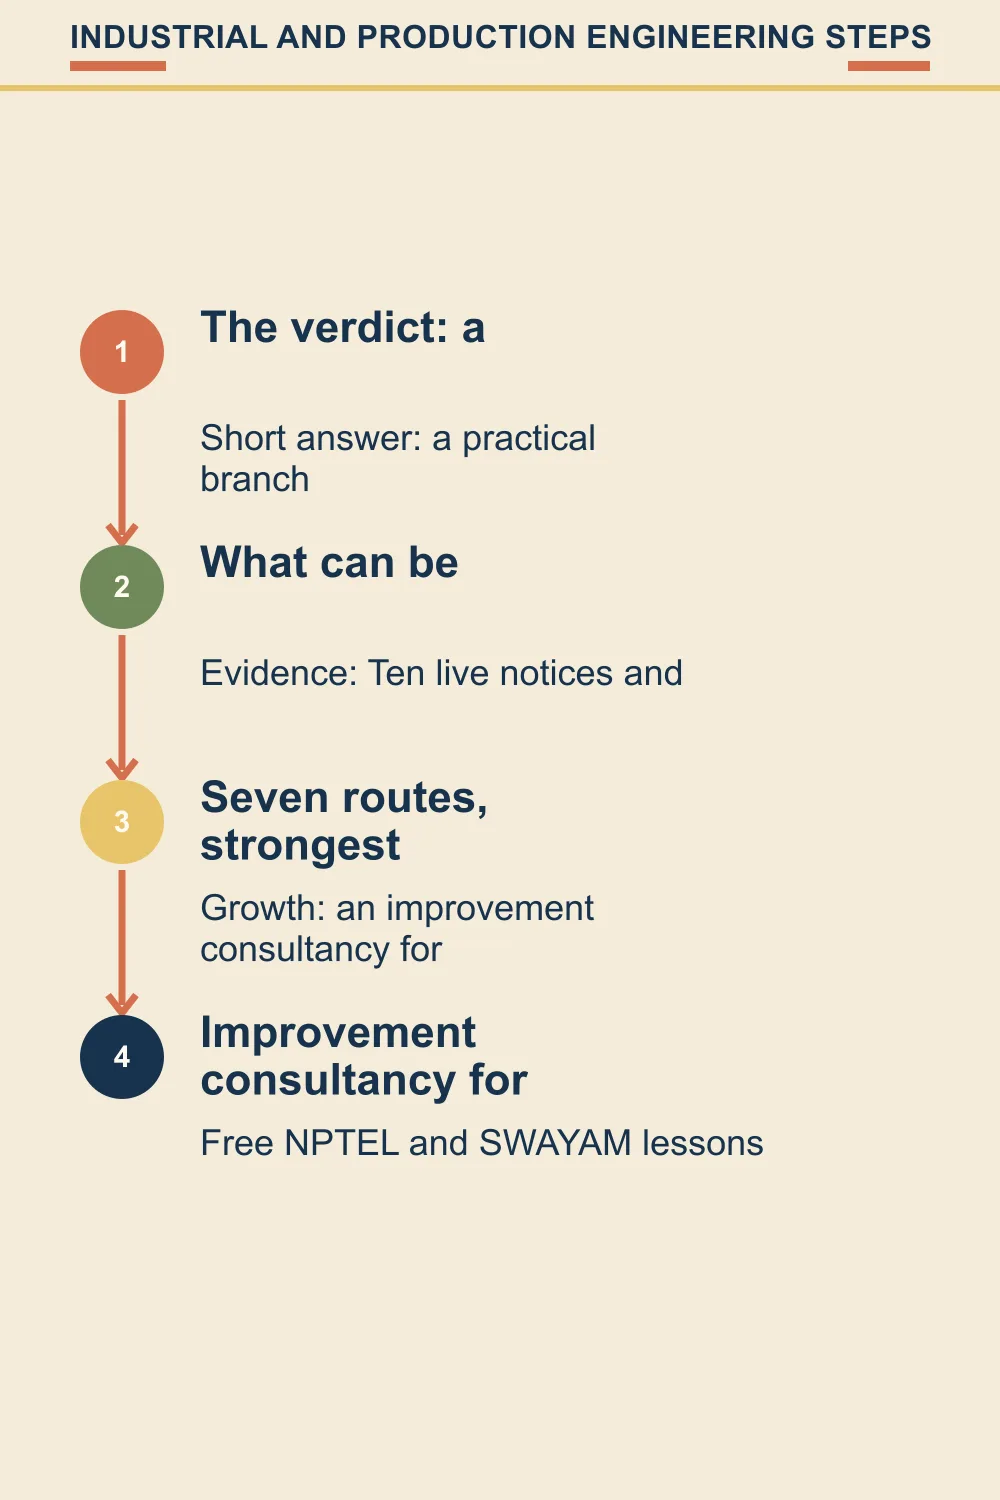 INDUSTRIAL AND PRODUCTION ENGINEERING STEPS
1
The verdict: a
Short answer: a practical
branch
2
What can be
Evidence: Ten live notices and
3
Seven routes,
strongest
Growth: an improvement
consultancy for
4
Improvement
consultancy for
Free NPTEL and SWAYAM lessons